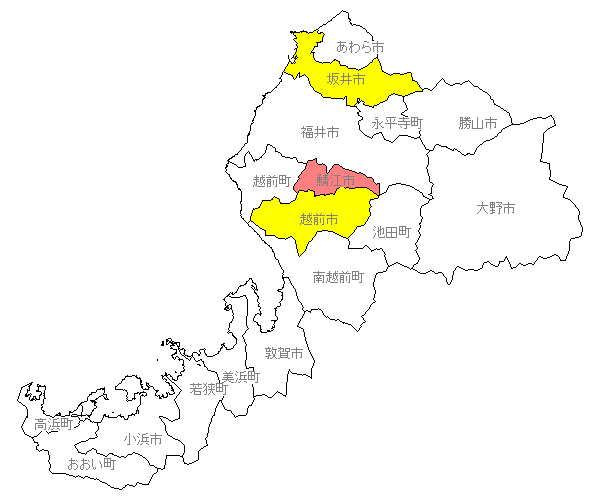 あわら市
坂井市
永平寺町
勝山市
福井市
越前町
鯖江市
大野市
越前市
池田町
南越前町
敦賀市
美浜町
若狭町
高浜町
小浜市
おおい町